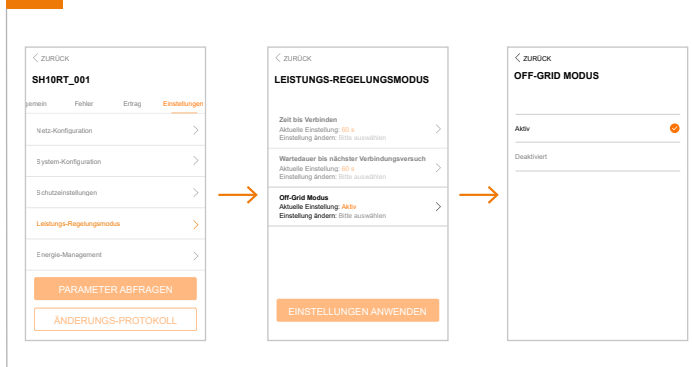 ZURÜCK
SH10RT_001
gemein Fehler Ertrag Einstellungen
Netz-Konfiguration
System-Konfiguration
Schutzeinstellungen
Leistungs-Regelungsmodus
Energie-Management
PARAMETER ABFRAGEN
ÄNDERUNGS-PROTOKOLL
ZURÜCK
LEISTUNGS-REGELUNGSMODUS
Zeit bis Verbinden
Aktuelle Einstellung: 60 s
Einstellung ändern: Bitte auswählen
Wartedauer bis nächster Verbindungsversuch
Aktuelle Einstellung: 60 s
Einstellung ändern: Bitte auswählen
Off-Grid Modus
Aktuelle Einstellung: Aktiv
Einstellung ändern: Bitte auswählen
EINSTELLUNGEN ANWENDEN
ZURÜCK
OFF-GRID MODUS
Aktiv
Deaktiviert